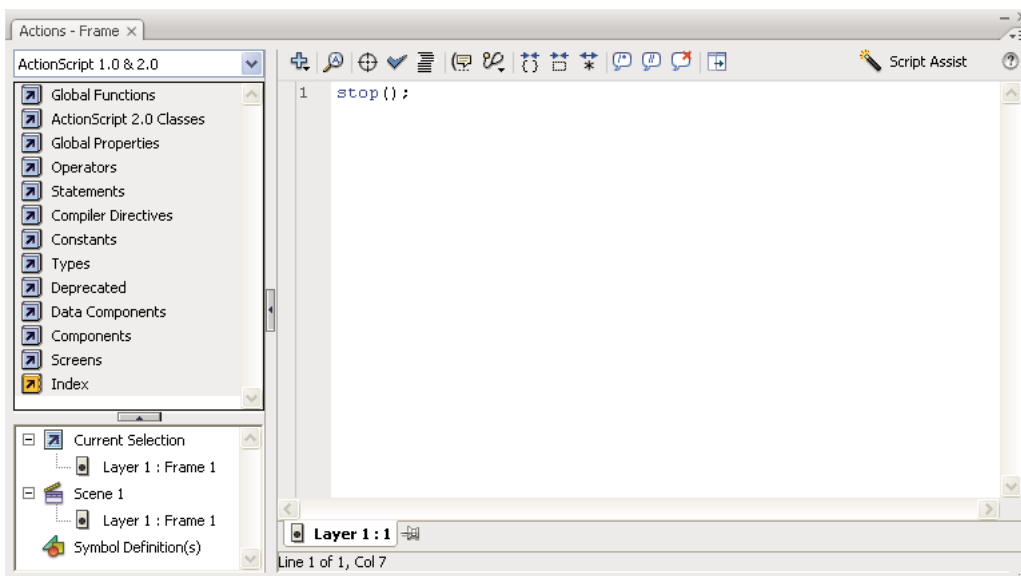 Actions - Frame
ActionScript 1.0 & 2.0
Script Assist
Global Functions
ActionScript 2.0 Classes
Global Properties
Operators
Statements
Compiler Directives
Constants
Types
Deprecated
Data Components
Components
Screens
Index
1 stop();
Current Selection
Layer 1 : Frame 1
Scene 1
Layer 1 : Frame 1
Symbol Definition(s)
Layer 1 : 1
Line 1 of 1, Col 7